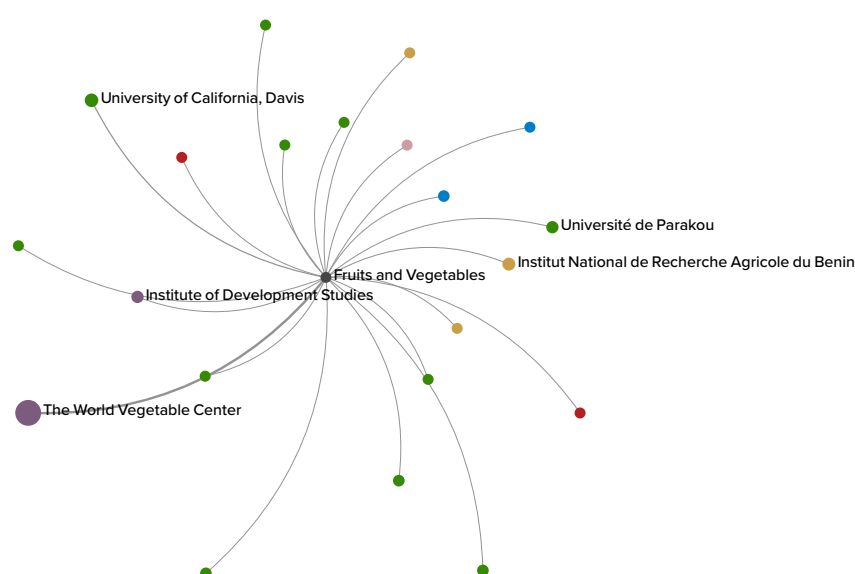 University of California, Davis
Université de Parakou
Institut National de Recherche Agricole du Benin
Fruits and Vegetables
Institute of Development Studies
The World Vegetable Center